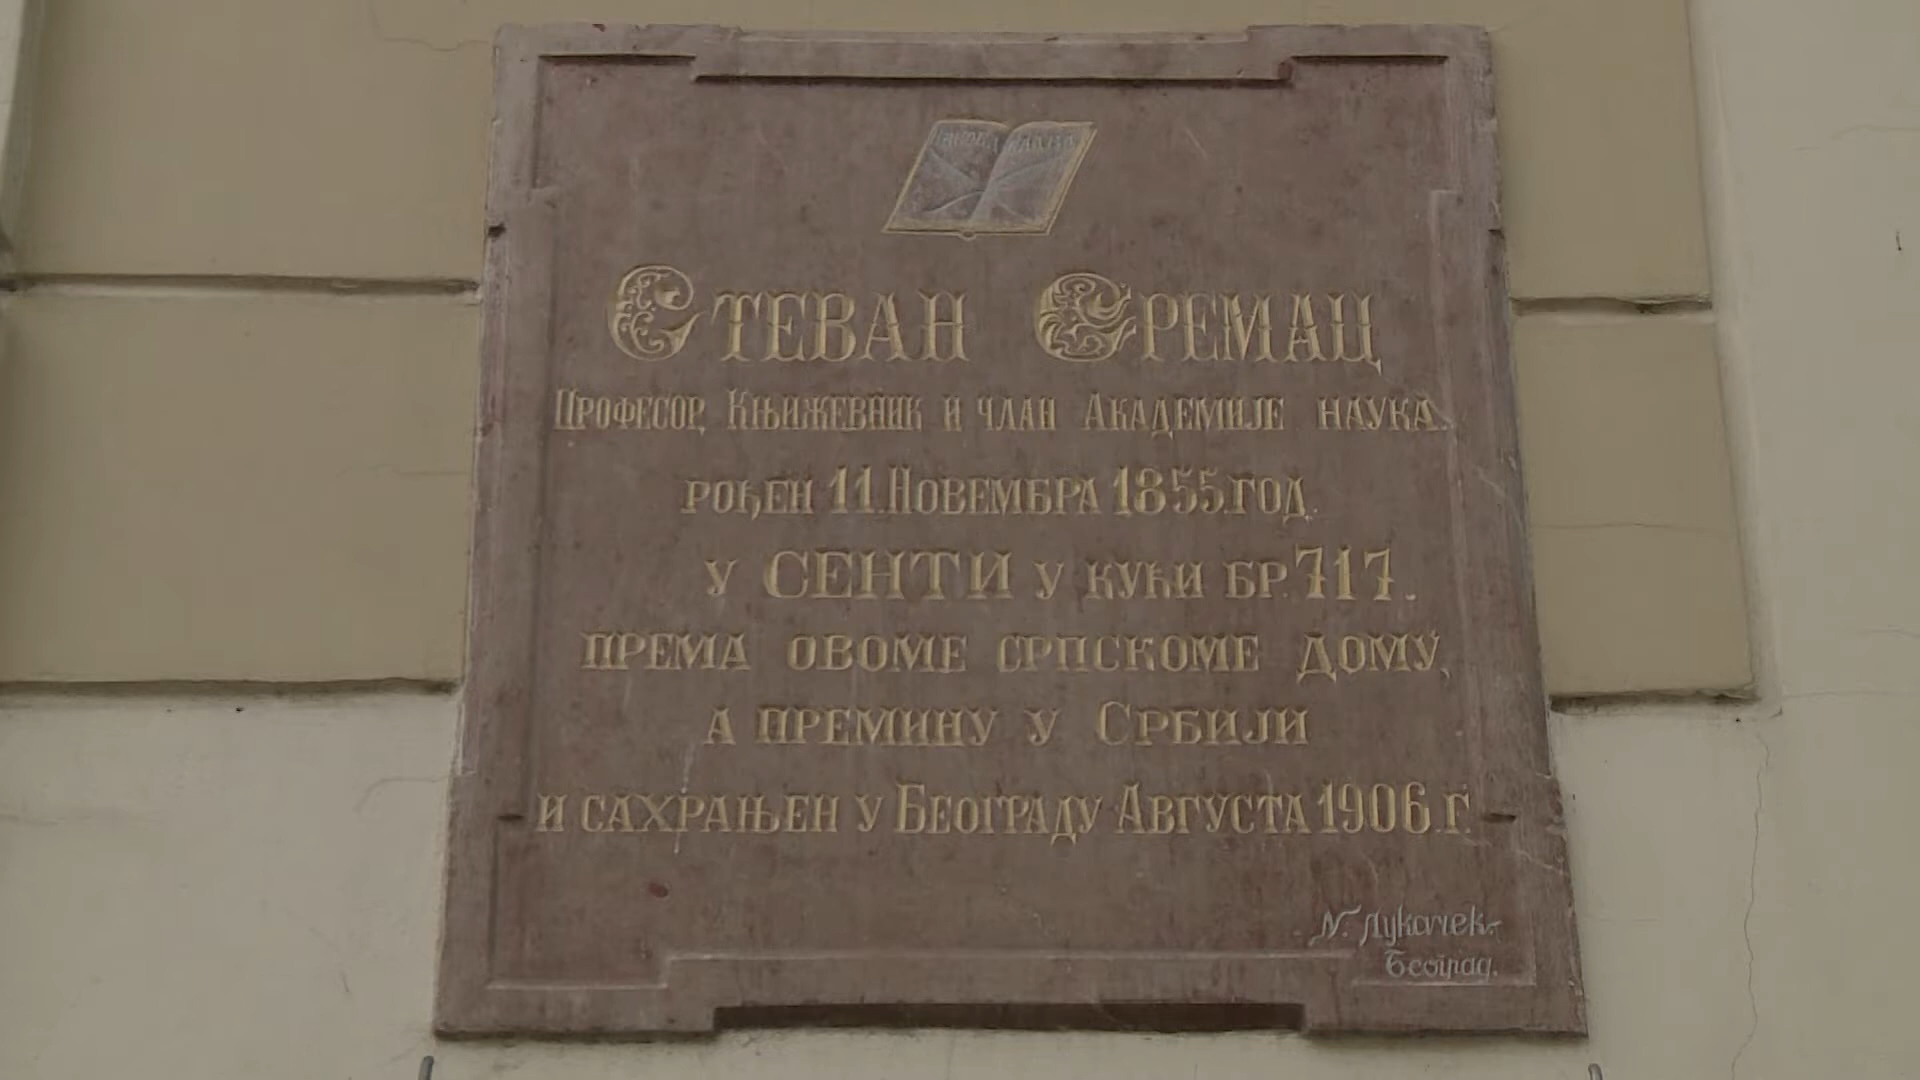 Стеван Сремац
Професор, Књижевник и члан Академије наука.
рођен 11. Новембра 1855. год.
у СЕНТИ у кући бр. 717.
према овоме српскоме дому,
а премину у Србији
и сахрањен у Београду Августа 1906. г.
N. Лукачек
Београд.